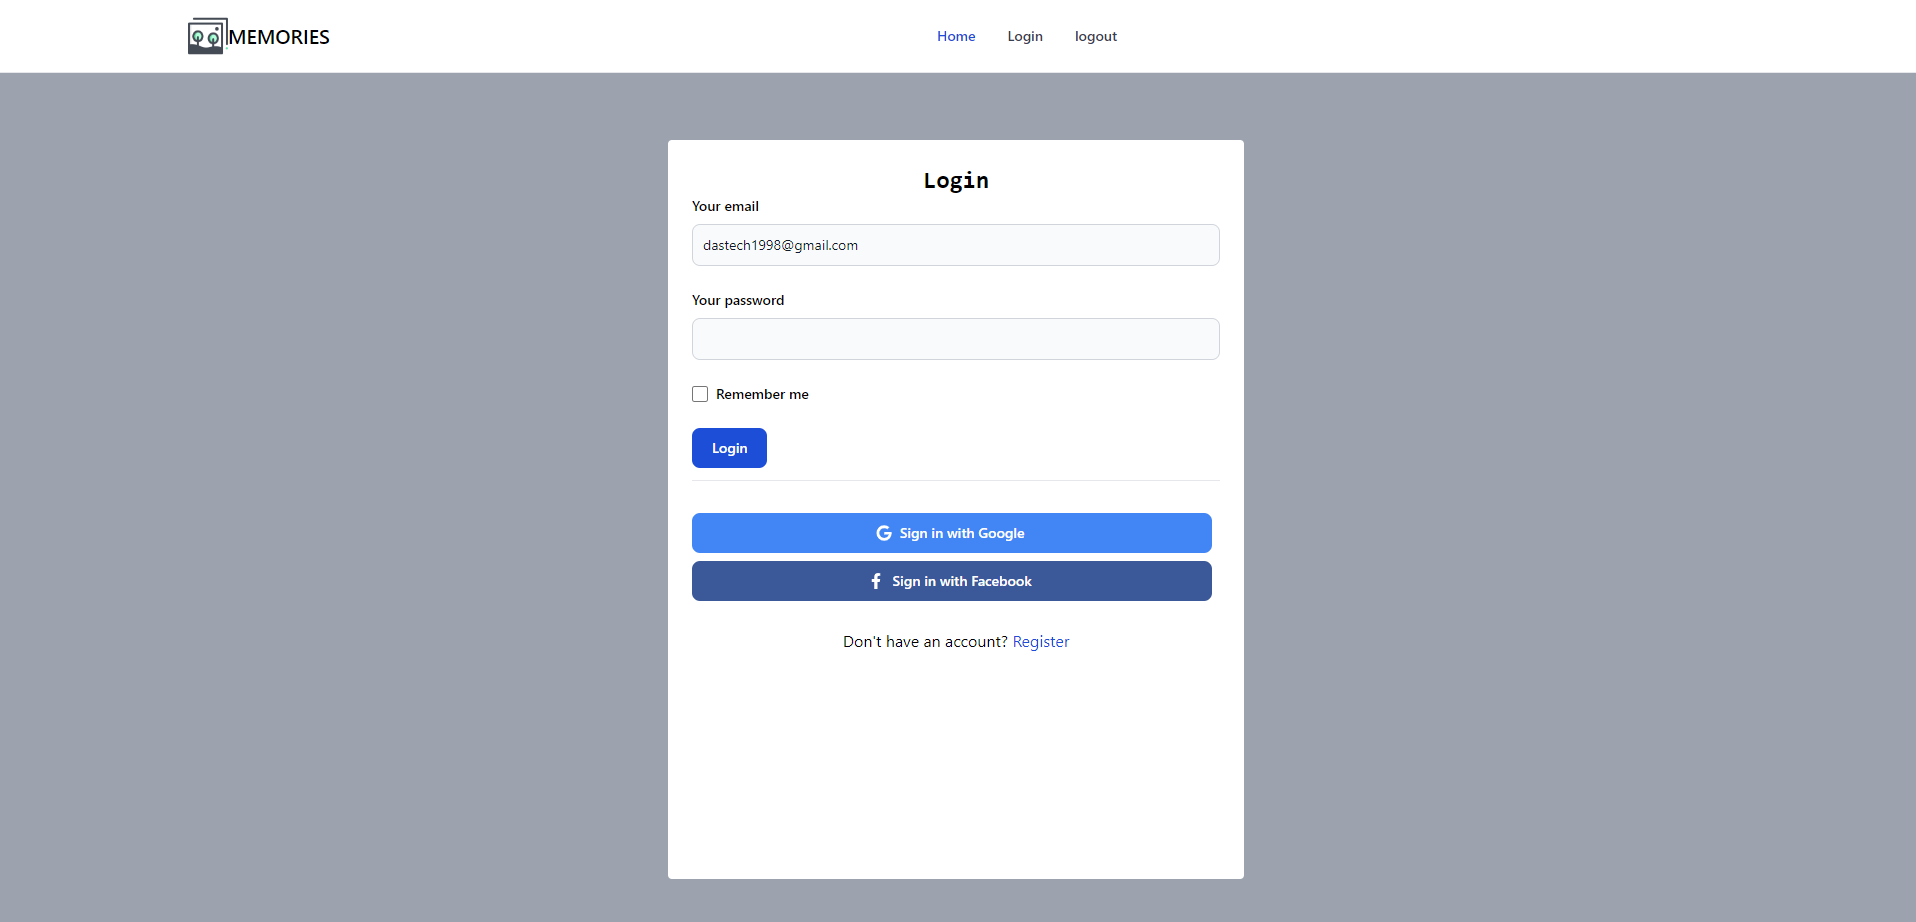 MEMORIES
Home Login logout
Login
Your email
dastech1998@gmail.com
Your password
Remember me
Login
Sign in with Google
Sign in with Facebook
Don't have an account? Register